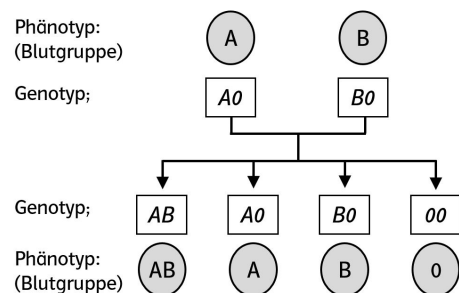 Phänotyp: A B
(Blutgruppe)
Genotyp; A0 B0
Genotyp; AB A0 B0 00
Phänotyp: AB A B 0
(Blutgruppe)